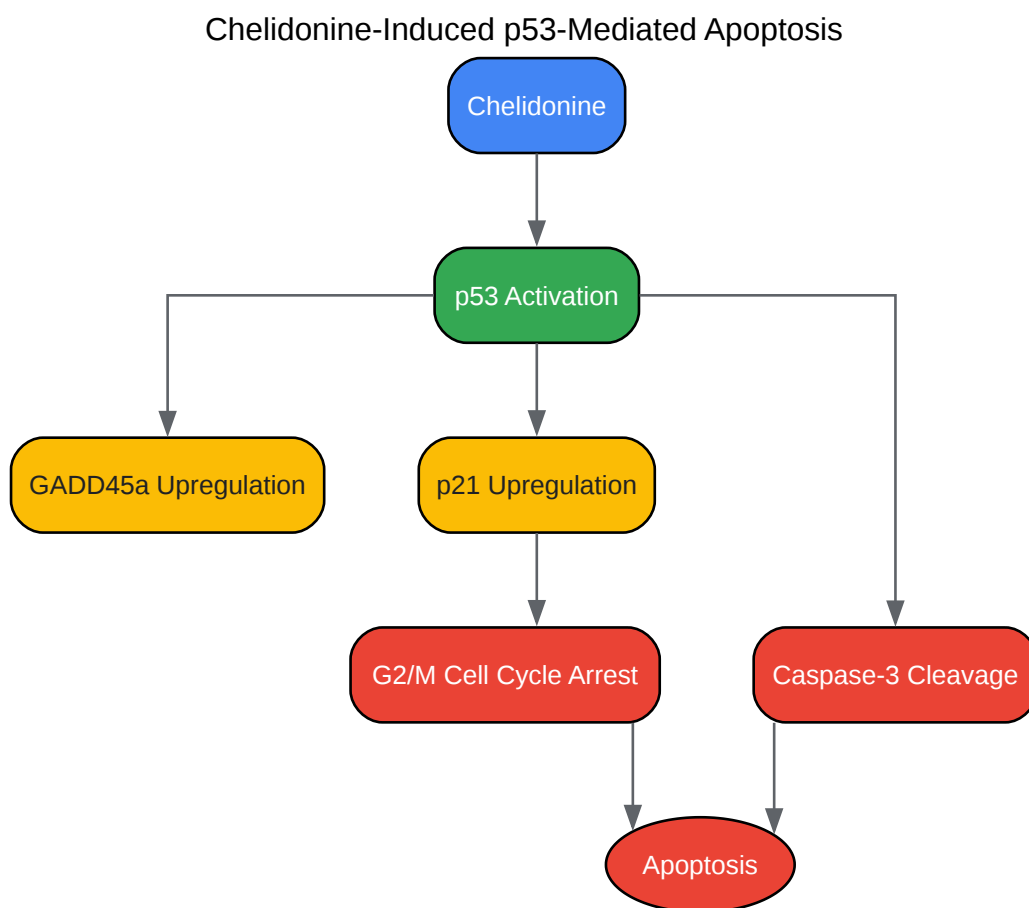 Chelidonine-Induced p53-Mediated Apoptosis
Chelidonine
p53 Activation
GADD45a Upregulation
p21 Upregulation
G2/M Cell Cycle Arrest
Caspase-3 Cleavage
Apoptosis